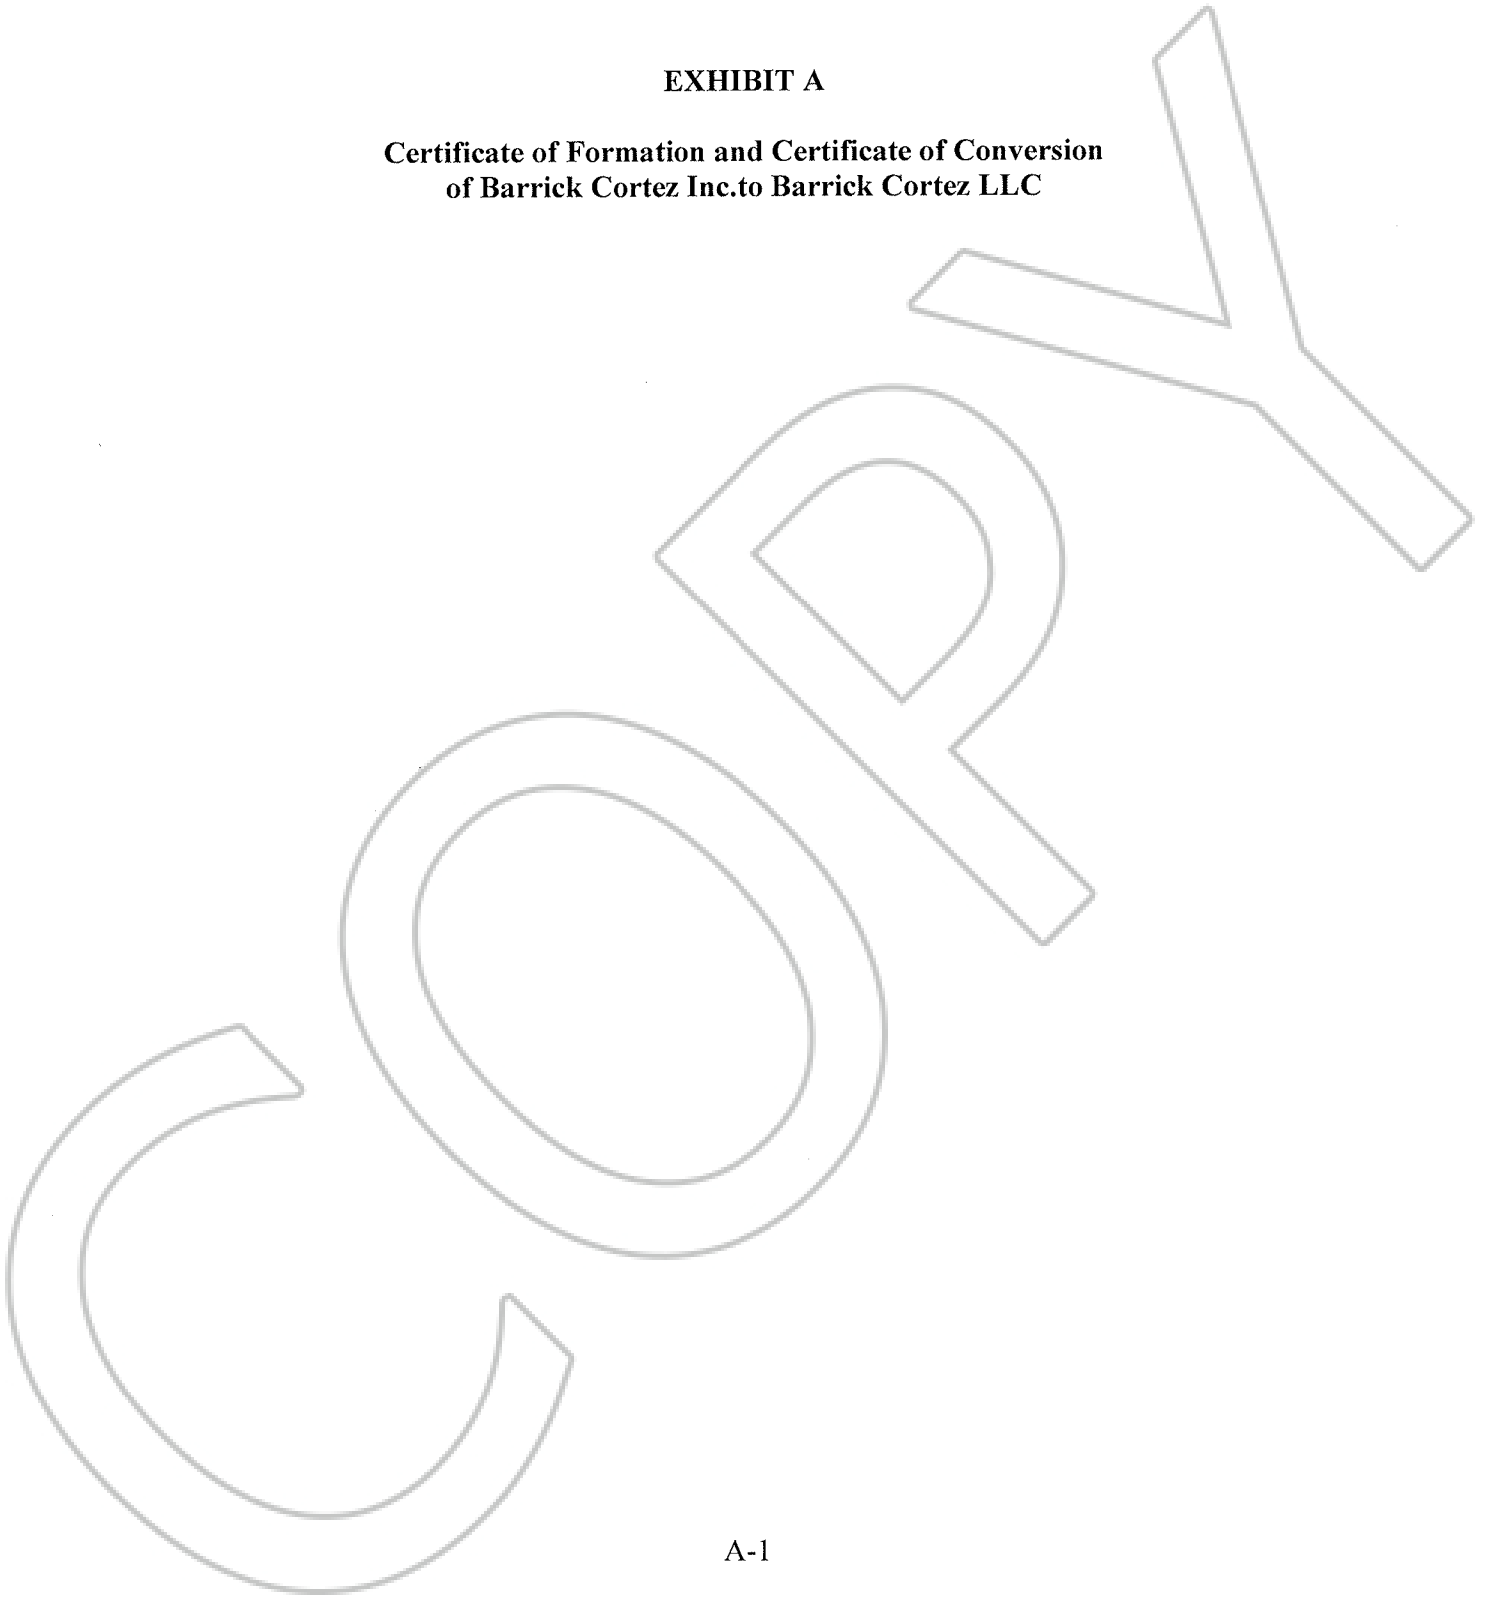 EXHIBIT A
Certificate of Formation and Certificate of Conversion
of Barrick Cortez Inc.to Barrick Cortez LLC
COPY
A-1